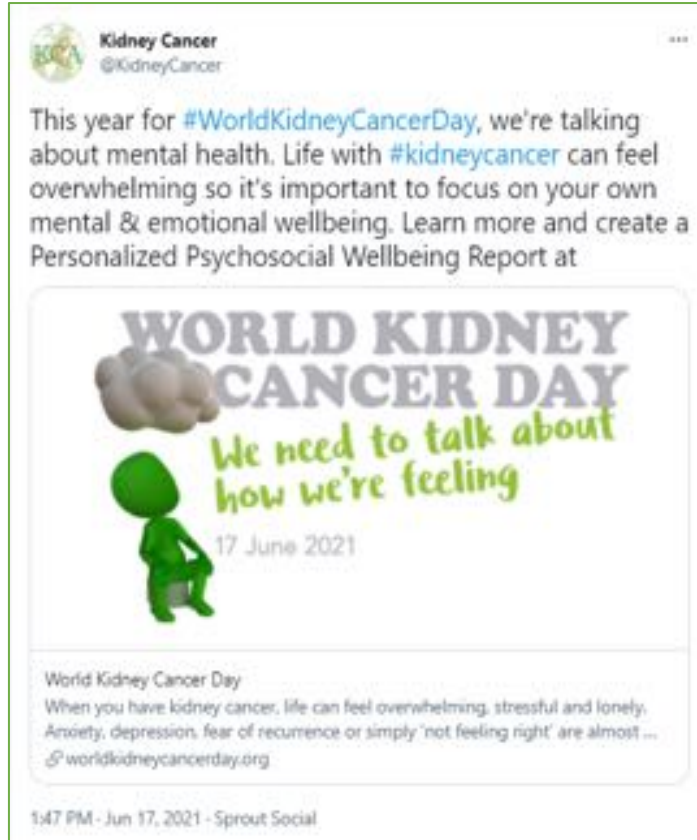 KCA
Kidney Cancer
@KidneyCancer
This year for #WorldKidneyCancerDay, we're talking
about mental health. Life with #kidneycancer can feel
overwhelming so it's important to focus on your own
mental & emotional wellbeing. Learn more and create a
Personalized Psychosocial Wellbeing Report at
WORLD KIDNEY
CANCER DAY
We need to talk about
how we're feeling
17 June 2021
World Kidney Cancer Day
When you have kidney cancer, life can feel overwhelming, stressful and lonely.
Anxiety, depression, fear of recurrence or simply 'not feeling right' are almost ...
worldkidneycancerday.org
1:47 PM · Jun 17, 2021 · Sprout Social